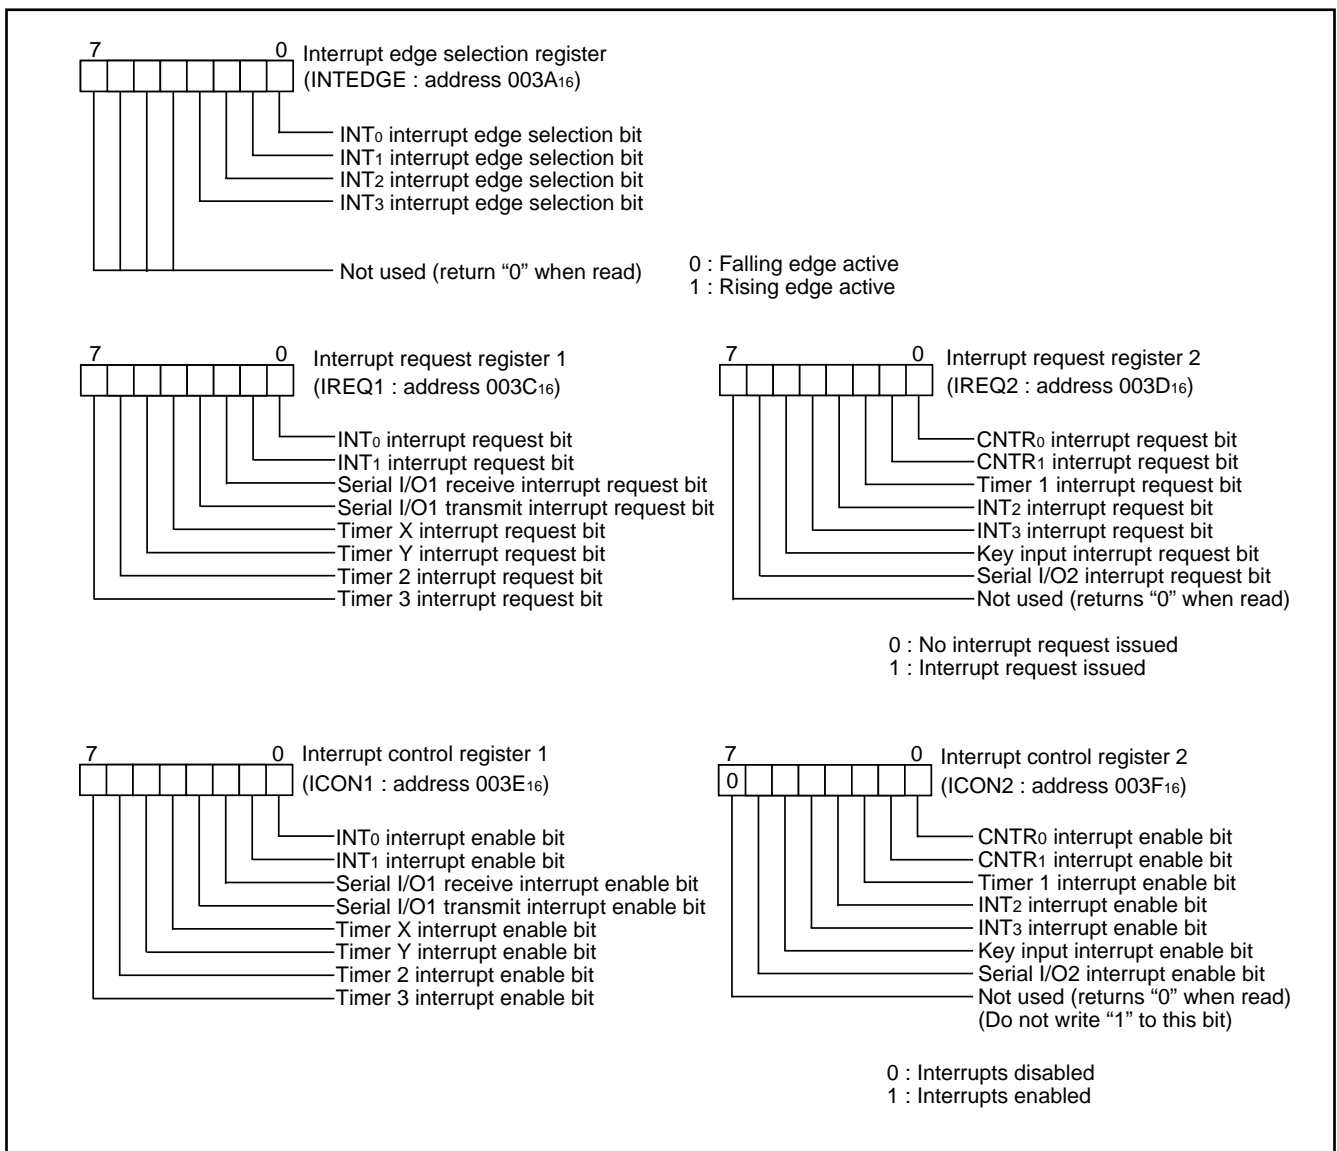 7 0 Interrupt edge selection register
(INTEDGE : address 003A16)
INT0 interrupt edge selection bit
INT1 interrupt edge selection bit
INT2 interrupt edge selection bit
INT3 interrupt edge selection bit
Not used (return “0” when read)
0 : Falling edge active
1 : Rising edge active
7 0 Interrupt request register 1
(IREQ1 : address 003C16)
INT0 interrupt request bit
INT1 interrupt request bit
Serial I/O1 receive interrupt request bit
Serial I/O1 transmit interrupt request bit
Timer X interrupt request bit
Timer Y interrupt request bit
Timer 2 interrupt request bit
Timer 3 interrupt request bit
7 0 Interrupt request register 2
(IREQ2 : address 003D16)
CNTR0 interrupt request bit
CNTR1 interrupt request bit
Timer 1 interrupt request bit
INT2 interrupt request bit
INT3 interrupt request bit
Key input interrupt request bit
Serial I/O2 interrupt request bit
Not used (returns “0” when read)
0 : No interrupt request issued
1 : Interrupt request issued
7 0 Interrupt control register 1
(ICON1 : address 003E16)
INT0 interrupt enable bit
INT1 interrupt enable bit
Serial I/O1 receive interrupt enable bit
Serial I/O1 transmit interrupt enable bit
Timer X interrupt enable bit
Timer Y interrupt enable bit
Timer 2 interrupt enable bit
Timer 3 interrupt enable bit
7 0 Interrupt control register 2
0 (ICON2 : address 003F16)
CNTR0 interrupt enable bit
CNTR1 interrupt enable bit
Timer 1 interrupt enable bit
INT2 interrupt enable bit
INT3 interrupt enable bit
Key input interrupt enable bit
Serial I/O2 interrupt enable bit
Not used (returns “0” when read)
(Do not write “1” to this bit)
0 : Interrupts disabled
1 : Interrupts enabled